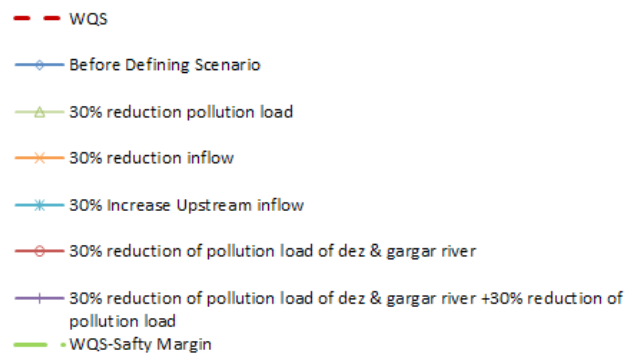 WQS
Before Defining Scenario
30% reduction pollution load
30% reduction inflow
30% Increase Upstream inflow
30% reduction of pollution load of dez & gargar river
30% reduction of pollution load of dez & gargar river +30% reduction of
pollution load
WQS-Safty Margin